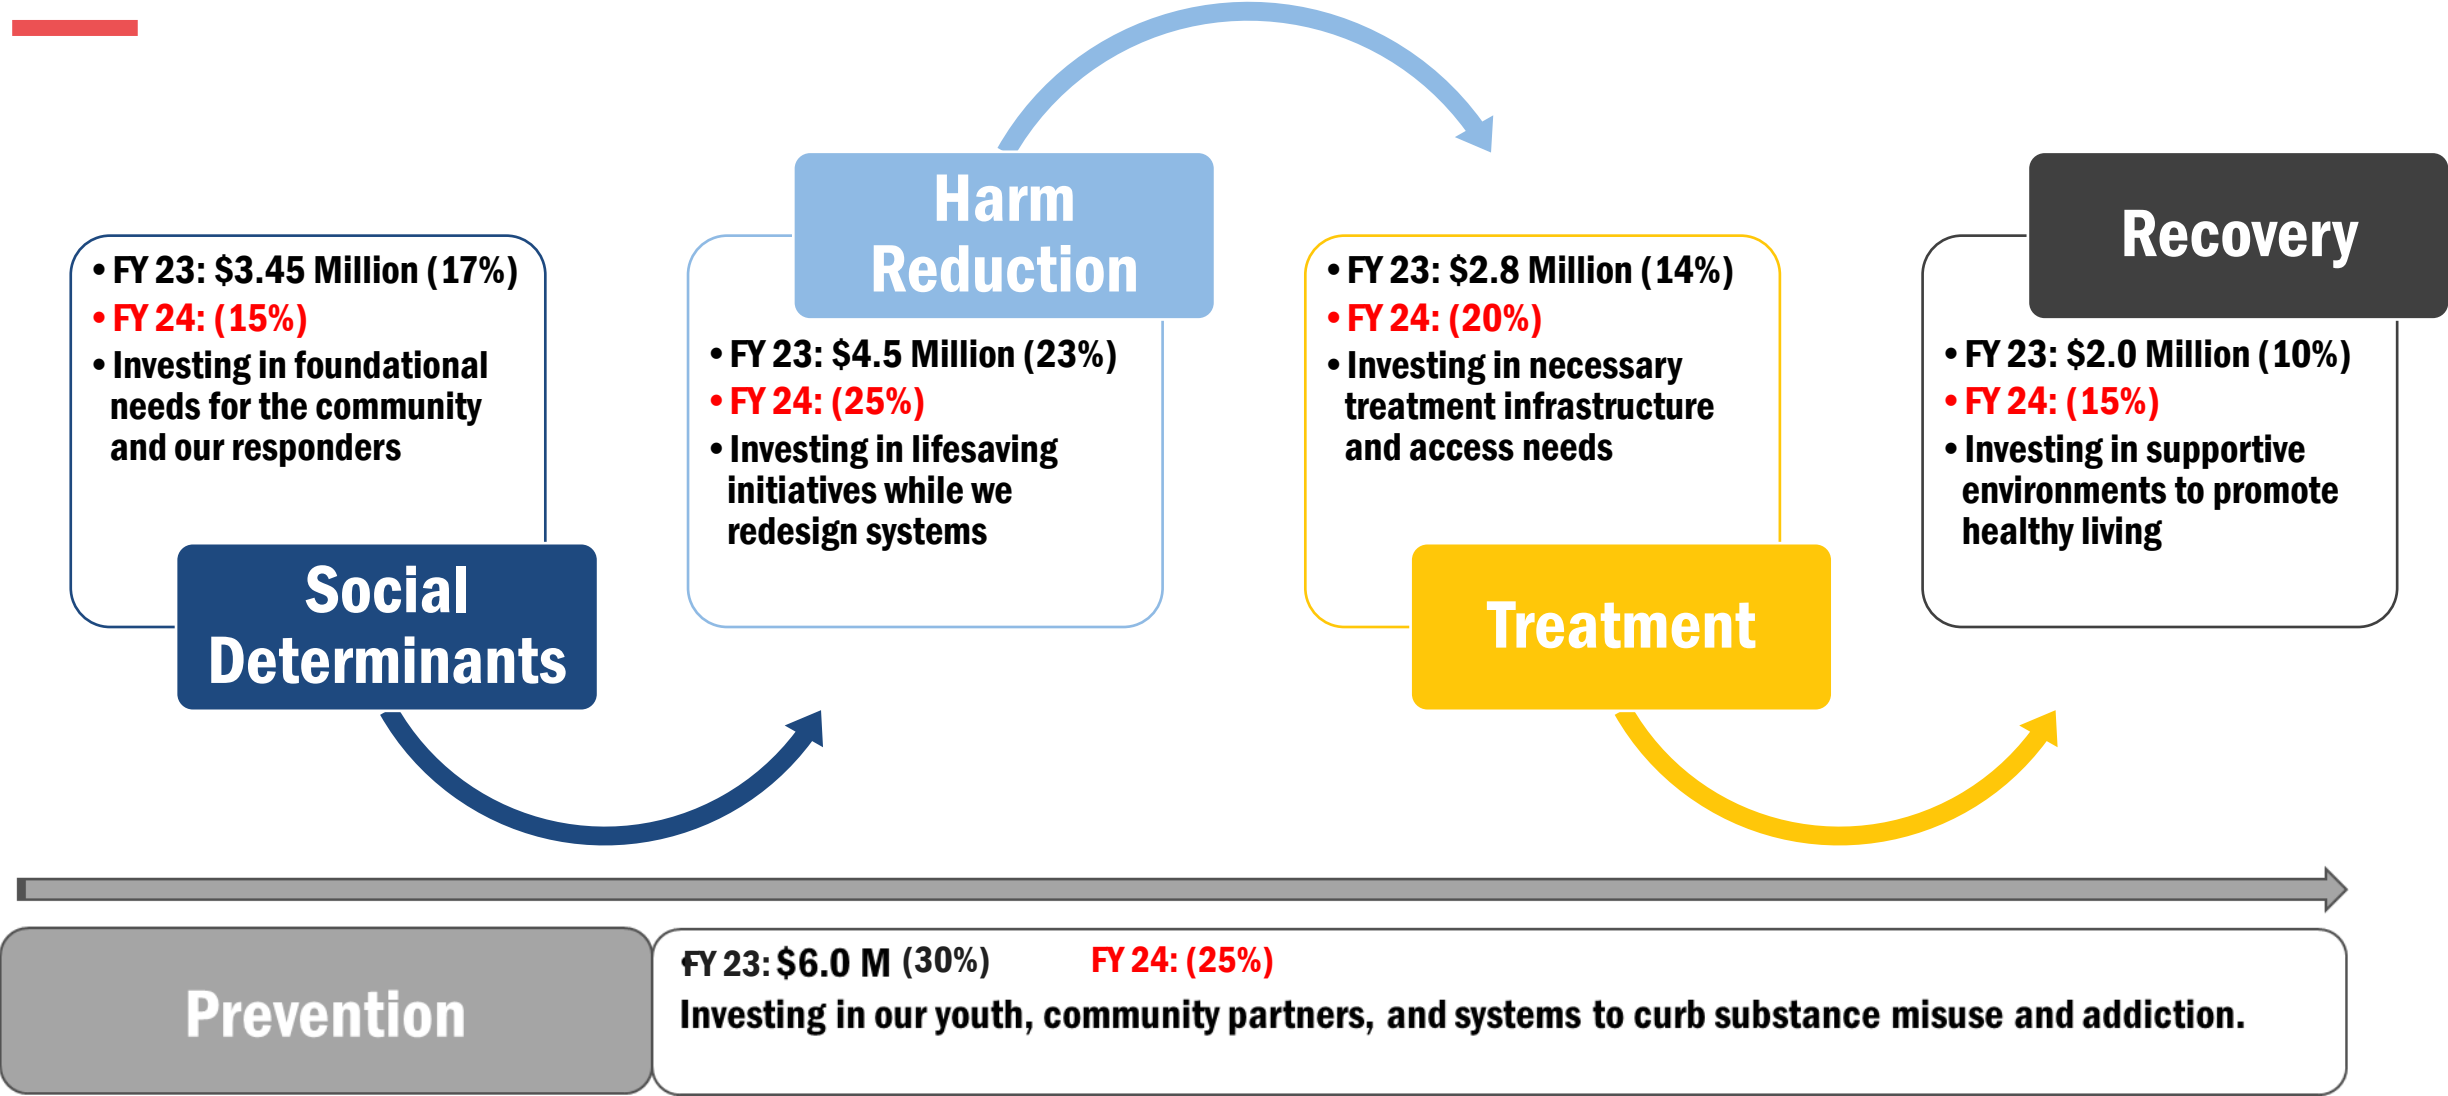 • FY 23: $3.45 Million (17%)
• FY 24: (15%)
• Investing in foundational
needs for the community
and our responders
Social
Determinants
Harm
Reduction
• FY 23: $4.5 Million (23%)
• FY 24: (25%)
• Investing in lifesaving
initiatives while we
redesign systems
• FY 23: $2.8 Million (14%)
• FY 24: (20%)
• Investing in necessary
treatment infrastructure
and access needs
Treatment
Recovery
• FY 23: $2.0 Million (10%)
• FY 24: (15%)
• Investing in supportive
environments to promote
healthy living
Prevention
FY 23: $6.0 M (30%) FY 24: (25%)
Investing in our youth, community partners, and systems to curb substance misuse and addiction.